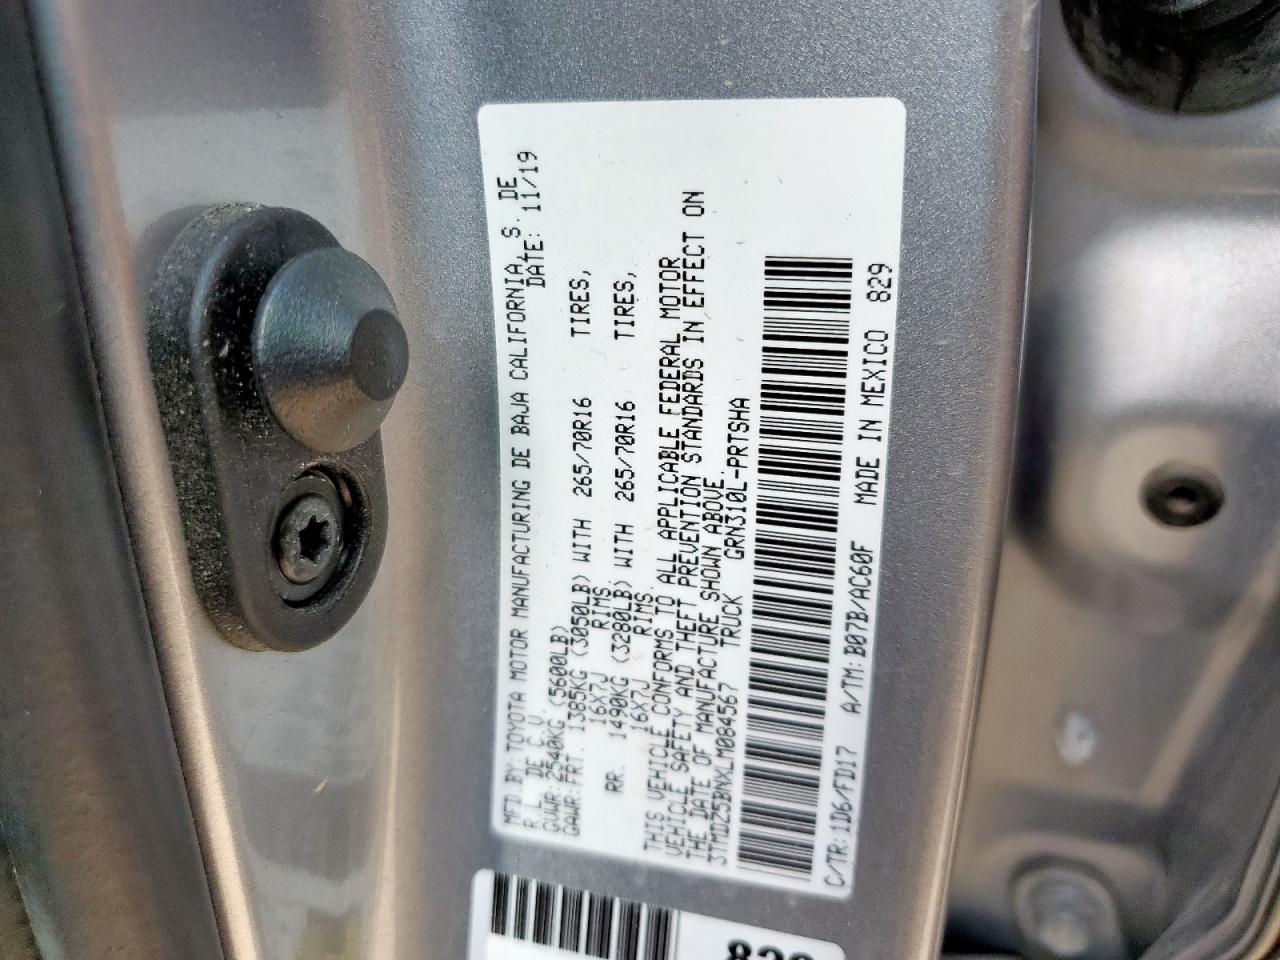 MFD BY: TOYOTA MOTOR MANUFACTURING DE BAJA CALIFORNIA, S. DE
R.L. DE C.V. DATE: 11/19
GVWR: 2540KG (5600LB)
GAWR: FRT. 1385KG (3050LB) WITH 265/70R16 TIRES,
16X7J RIMS.
RR. 1490KG (3280LB) WITH 265/70R16 TIRES,
16X7J RIMS.
THIS VEHICLE CONFORMS TO ALL APPLICABLE FEDERAL MOTOR
VEHICLE SAFETY AND THEFT PREVENTION STANDARDS IN EFFECT ON
THE DATE OF MANUFACTURE SHOWN ABOVE.
TRUCK GRN310L-PRTSHA
C/TR: 1D6/FD17 A/TM: B07B/AC60F MADE IN MEXICO 829